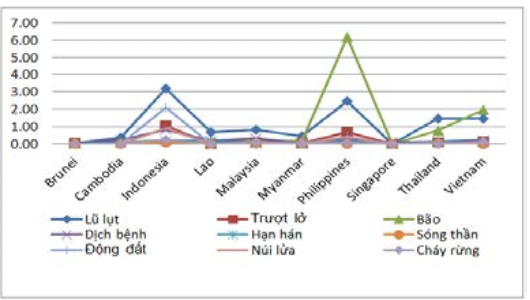 7.00
6.00
5.00
4.00
3.00
2.00
1.00
0.00
Brunei
Cambodia
Indonesia
Lao
Malaysia
Myanmar
Philippines
Singapore
Thailand
Vietnam
Lũ lụt Trượt lở Bão
Dịch bệnh Hạn hán Sóng thần
Động đất Núi lửa Cháy rừng